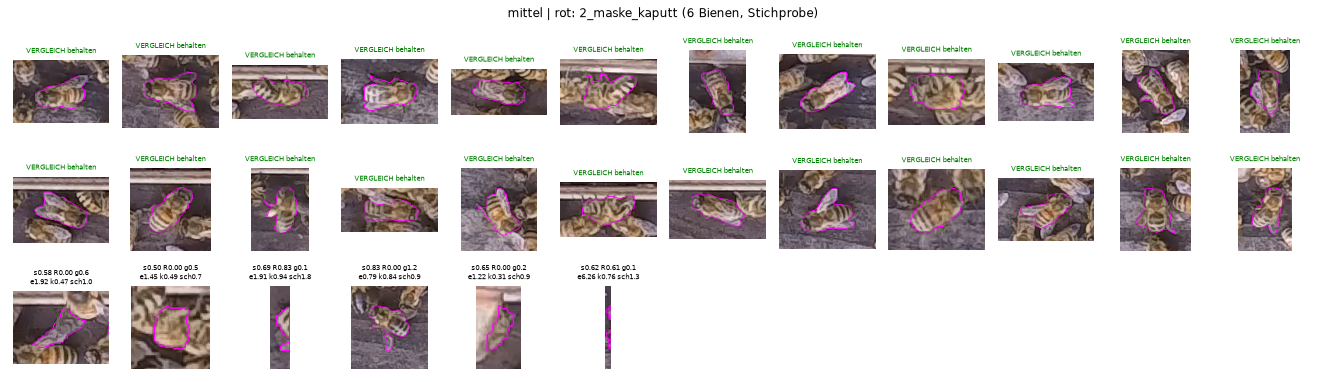 mittel | rot: 2_maske_kaputt (6 Bienen, Stichprobe)
VERGLEICH behalten VERGLEICH behalten VERGLEICH behalten VERGLEICH behalten VERGLEICH behalten VERGLEICH behalten VERGLEICH behalten VERGLEICH behalten VERGLEICH behalten VERGLEICH behalten VERGLEICH behalten VERGLEICH behalten
VERGLEICH behalten VERGLEICH behalten VERGLEICH behalten VERGLEICH behalten VERGLEICH behalten VERGLEICH behalten VERGLEICH behalten VERGLEICH behalten VERGLEICH behalten VERGLEICH behalten VERGLEICH behalten VERGLEICH behalten
s0.58 R0.00 g0.6
e1.92 k0.47 sch1.0
s0.50 R0.00 g0.5
e1.45 k0.49 sch0.7
s0.69 R0.83 g0.1
e1.91 k0.94 sch1.8
s0.83 R0.00 g1.2
e0.79 k0.84 sch0.9
s0.65 R0.00 g0.2
e1.22 k0.31 sch0.9
s0.62 R0.61 g0.1
e6.26 k0.76 sch1.3